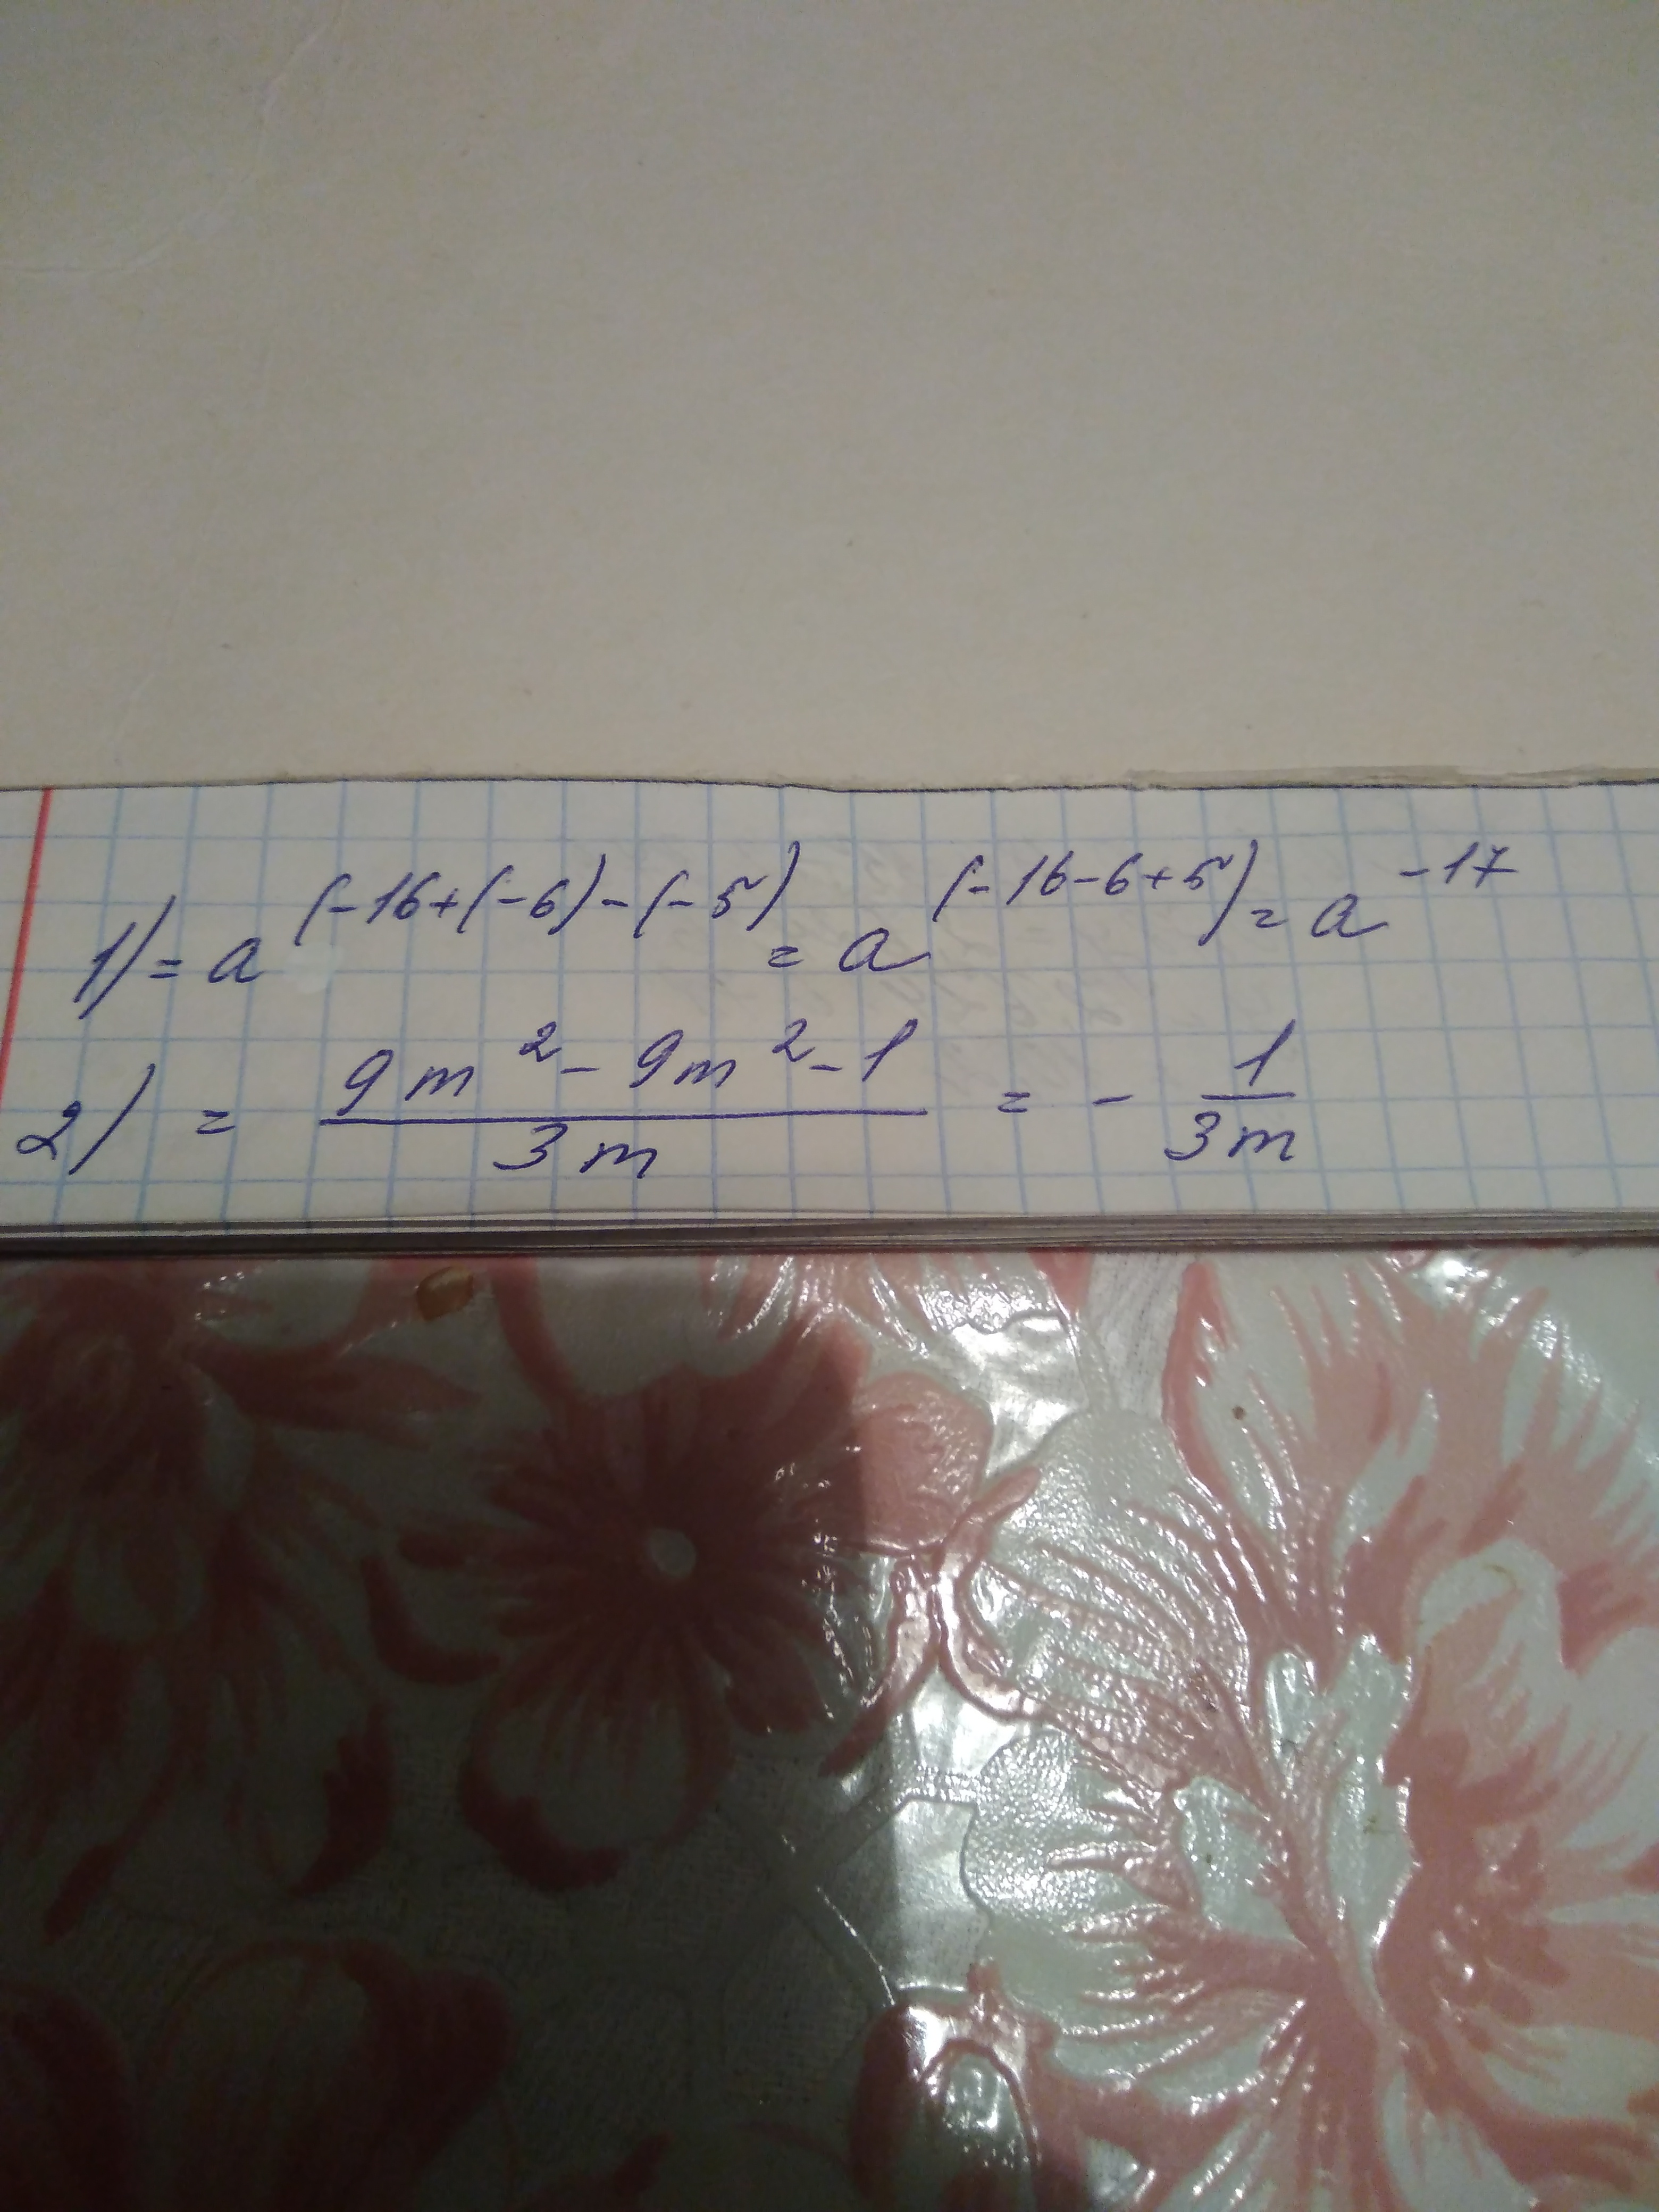 1) = a^(-16+(-6)-(-5)) = a^(-16-6+5) = a^-17
2) = (9m^2 - 9m^2 - 1)/(3m) = - 1/(3m)